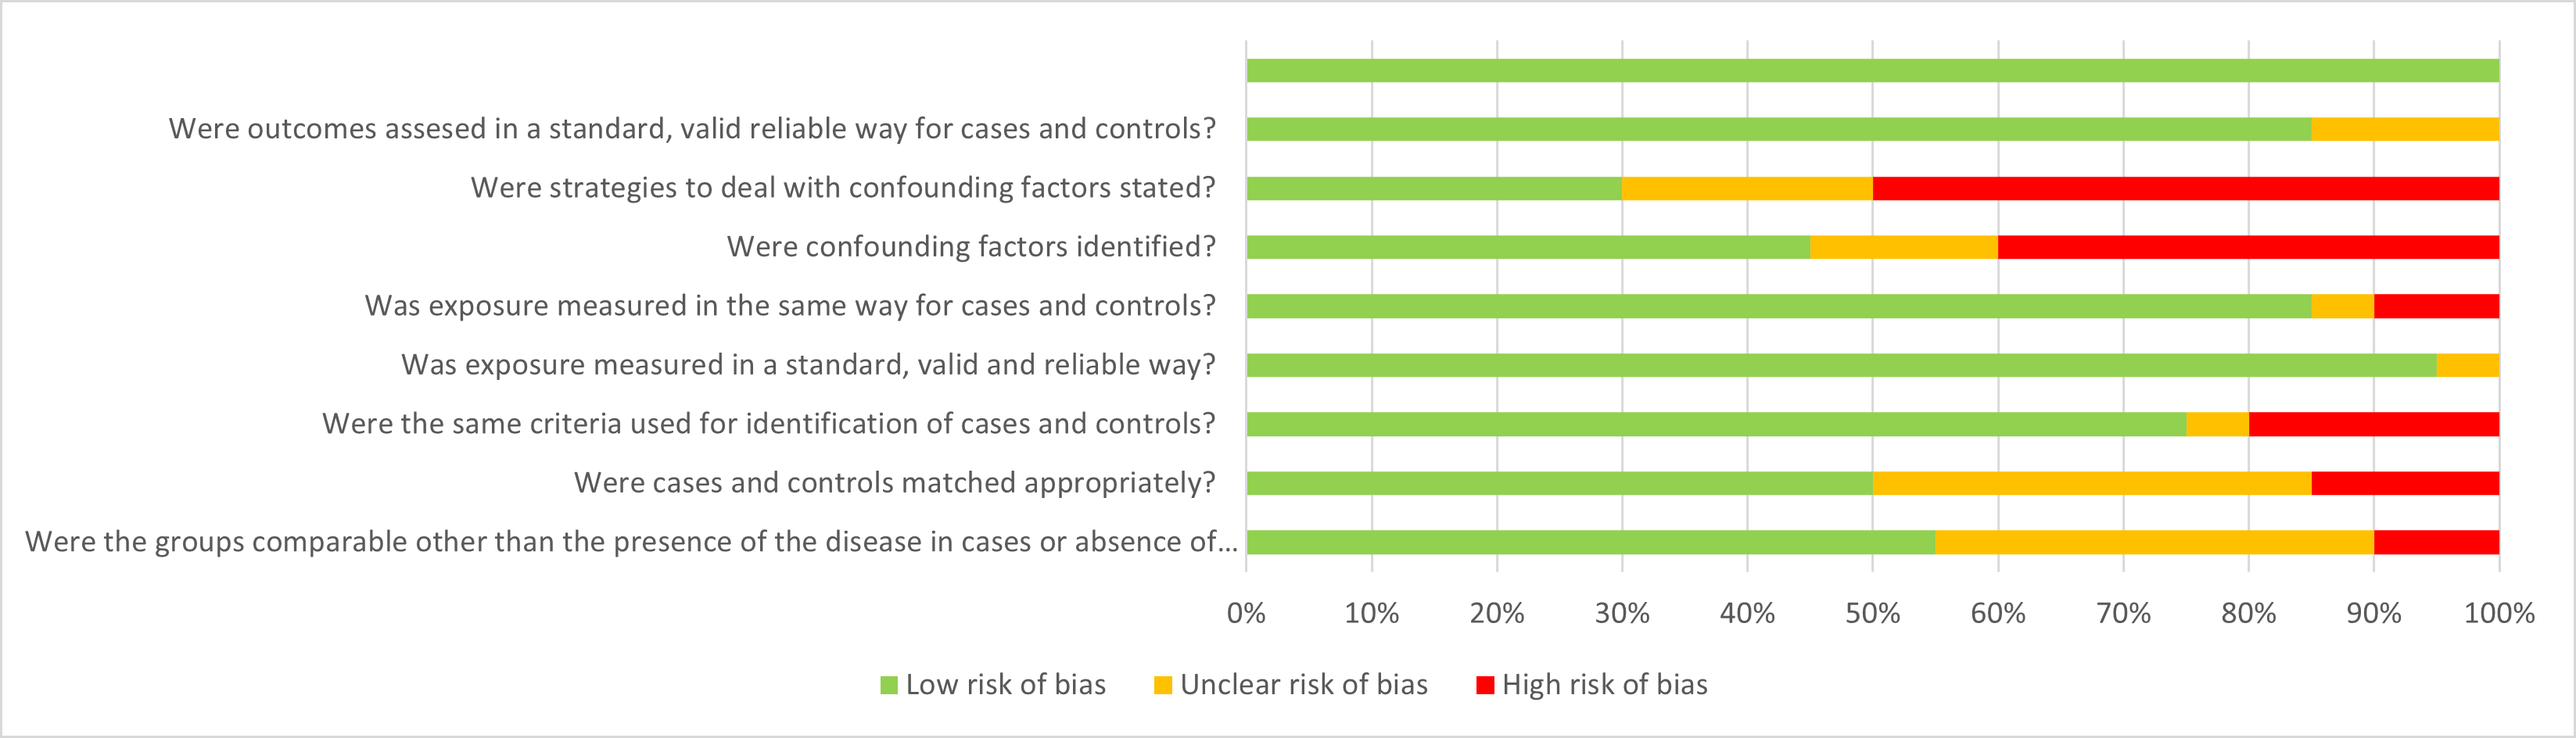 Were outcomes assesed in a standard, valid reliable way for cases and controls?
Were strategies to deal with confounding factors stated?
Were confounding factors identified?
Was exposure measured in the same way for cases and controls?
Was exposure measured in a standard, valid and reliable way?
Were the same criteria used for identification of cases and controls?
Were cases and controls matched appropriately?
Were the groups comparable other than the presence of the disease in cases or absence of...
0% 10% 20% 30% 40% 50% 60% 70% 80% 90% 100%
Low risk of bias Unclear risk of bias High risk of bias